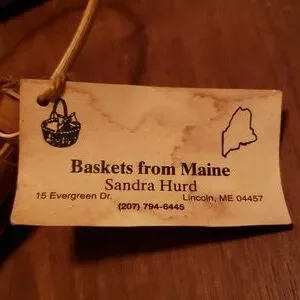 Baskets from Maine
Sandra Hurd
15 Evergreen Dr. Lincoln, ME 04457
(207) 794-6445